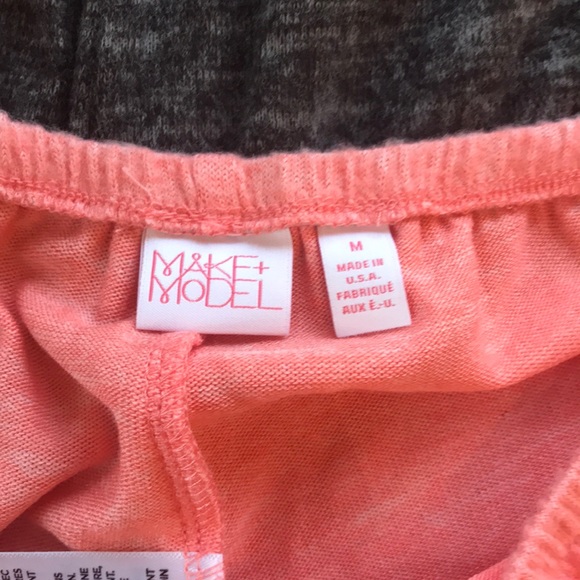 MAKE+
MODEL
M
MADE IN
U.S.A.
FABRIQUÉ
AUX É.-U.